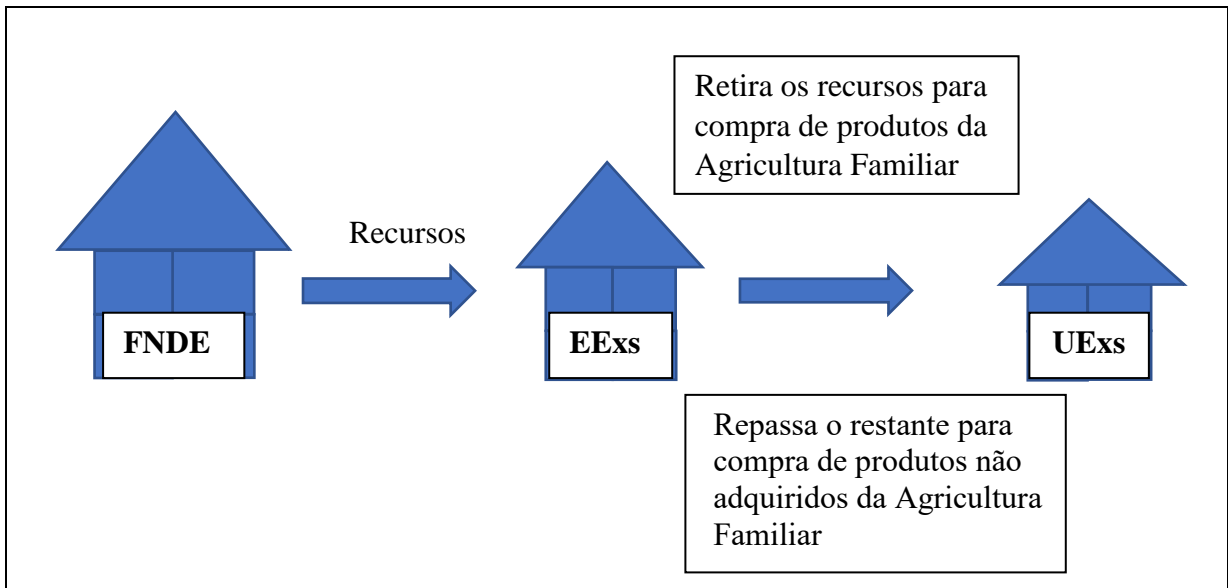 Retira os recursos para
compra de produtos da
Agricultura Familiar
Recursos
FNDE
EExs
UExs
Repassa o restante para
compra de produtos não
adquiridos da Agricultura
Familiar